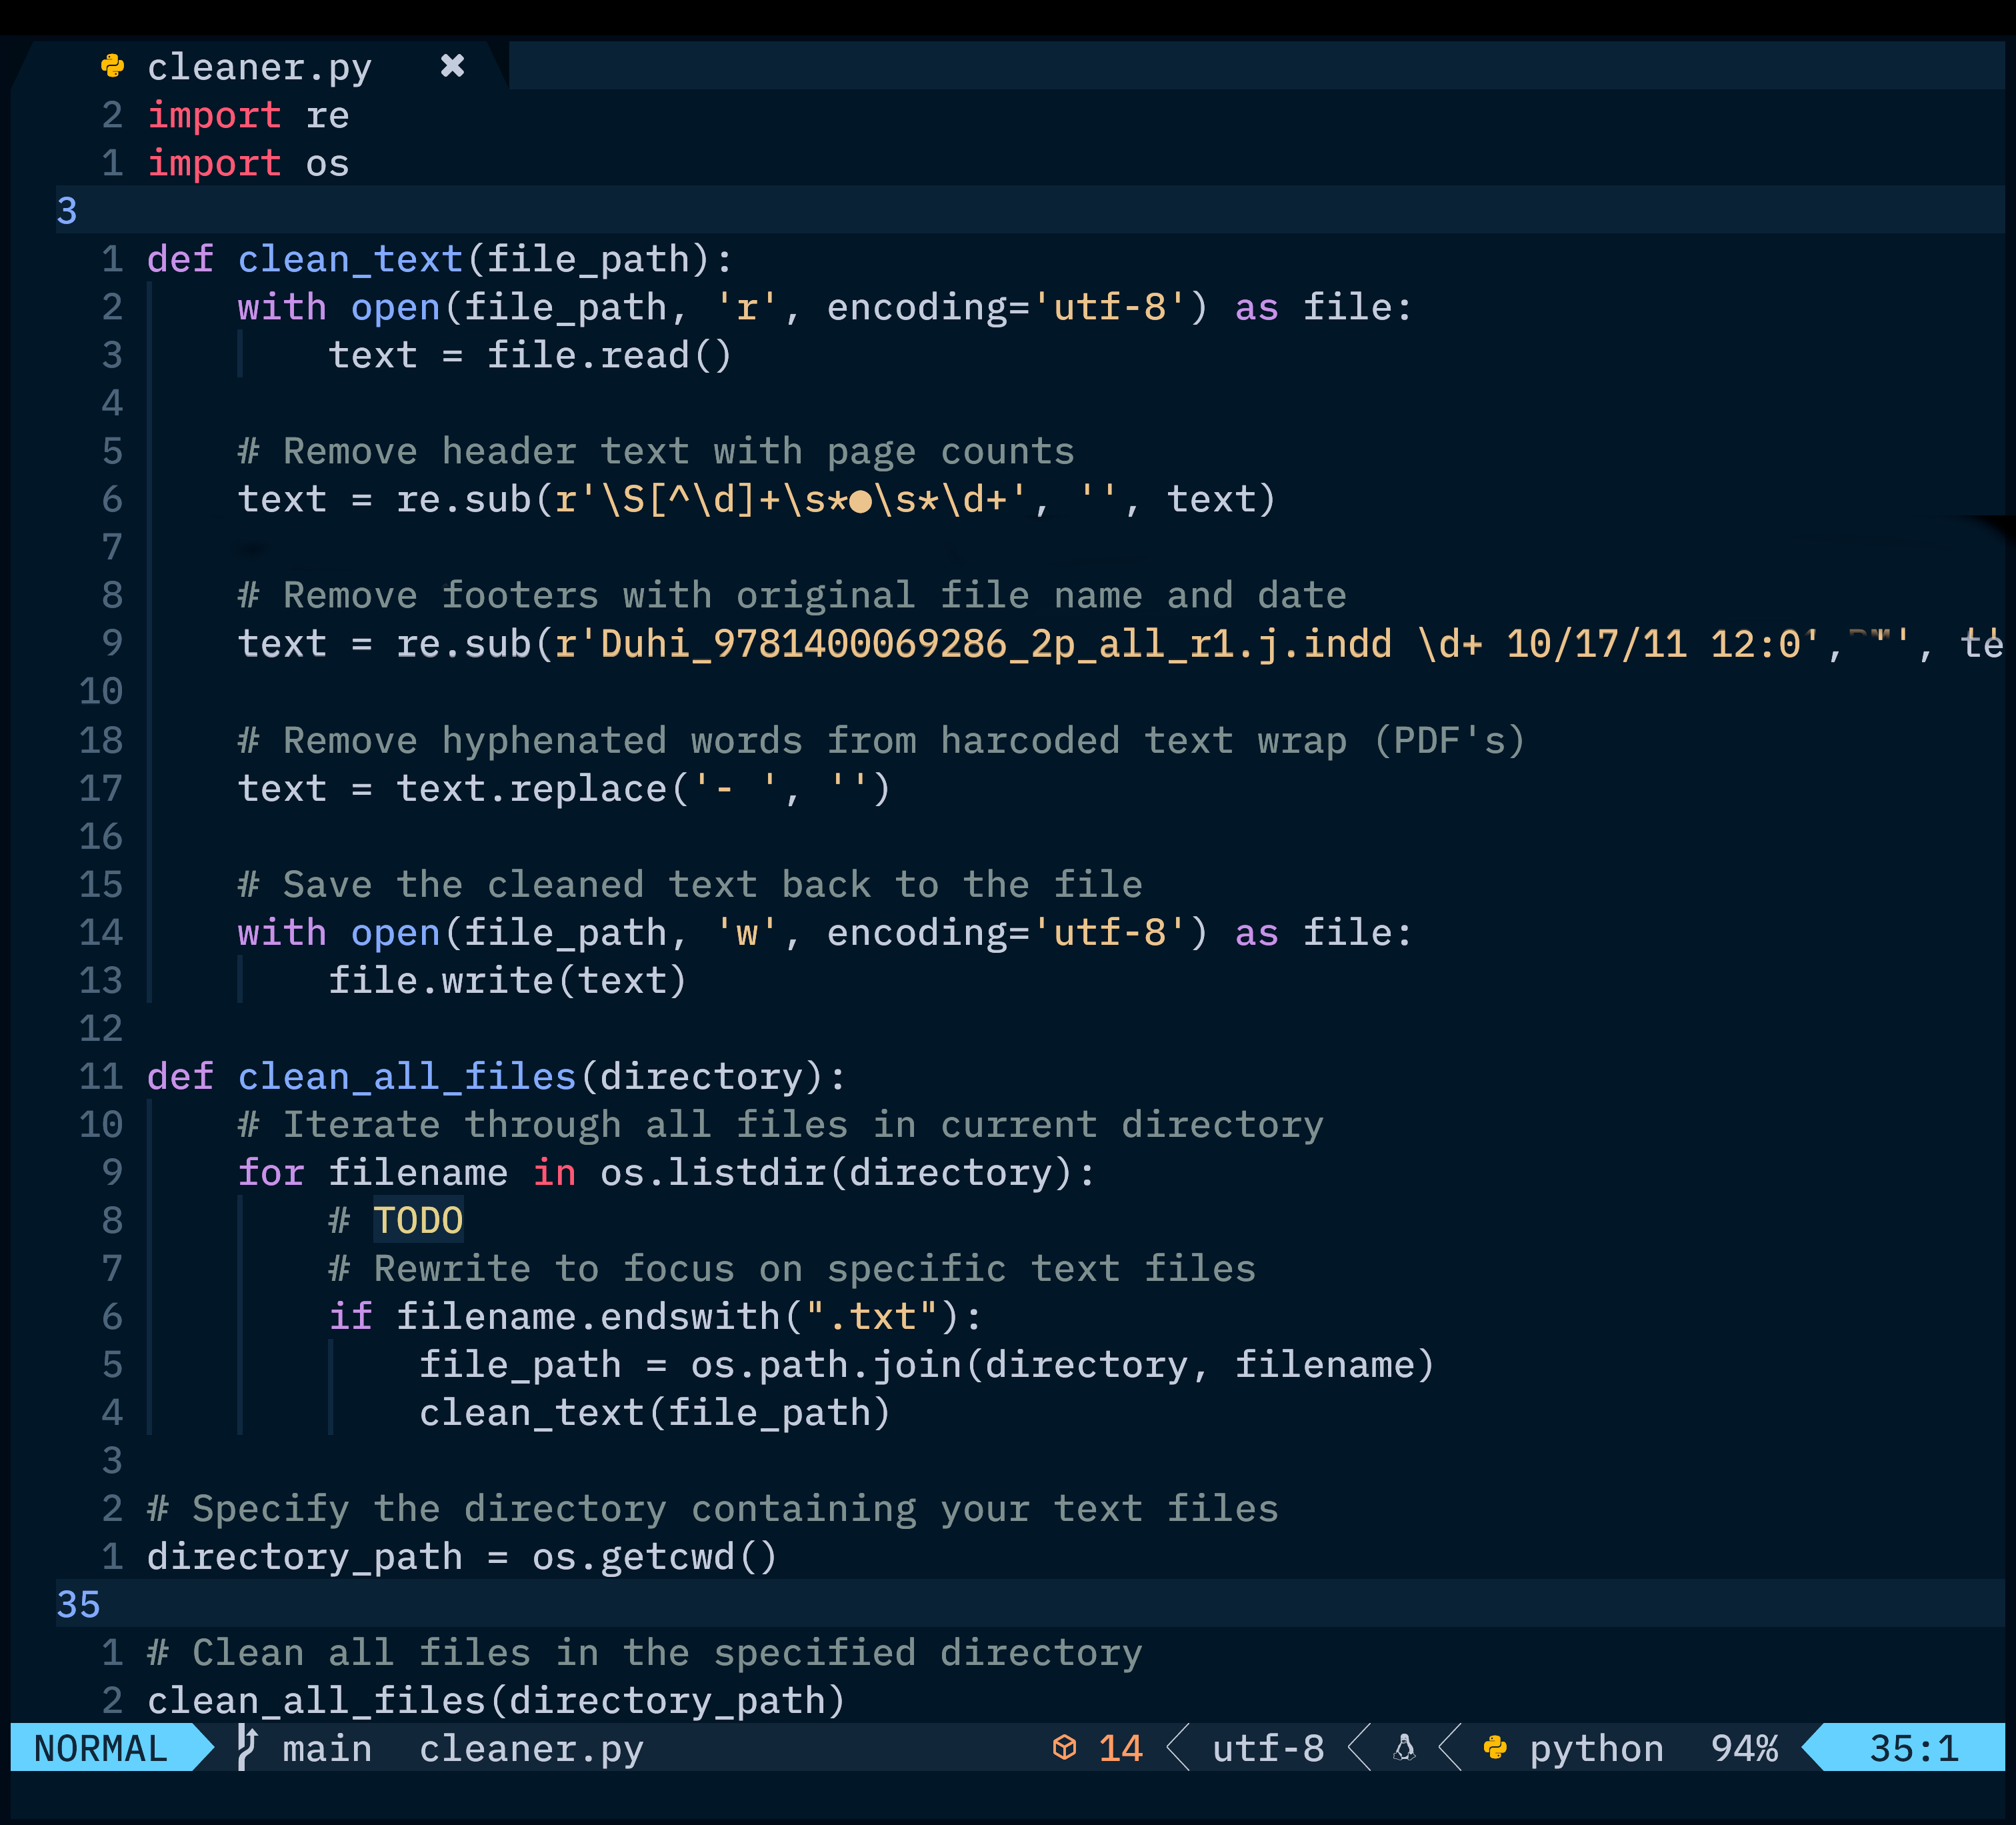 cleaner.py ✖
2 import re
1 import os
3
1 def clean_text(file_path):
2     with open(file_path, 'r', encoding='utf-8') as file:
3         text = file.read()
4
5     # Remove header text with page counts
6     text = re.sub(r'\S[^\d]+\s*●\s*\d+', '', text)
7
8     # Remove footers with original file name and date
9     text = re.sub(r'Duhi_9781400069286_2p_all_r1.j.indd \d+ 10/17/11 12:0', '', te
10
18     # Remove hyphenated words from harcoded text wrap (PDF's)
17     text = text.replace('- ', '')
16
15     # Save the cleaned text back to the file
14     with open(file_path, 'w', encoding='utf-8') as file:
13         file.write(text)
12
11 def clean_all_files(directory):
10     # Iterate through all files in current directory
9     for filename in os.listdir(directory):
8         # TODO
7         # Rewrite to focus on specific text files
6         if filename.endswith(".txt"):
5             file_path = os.path.join(directory, filename)
4             clean_text(file_path)
3
2 # Specify the directory containing your text files
1 directory_path = os.getcwd()
35
1 # Clean all files in the specified directory
2 clean_all_files(directory_path)
NORMAL main cleaner.py 14 utf-8 python 94% 35:1